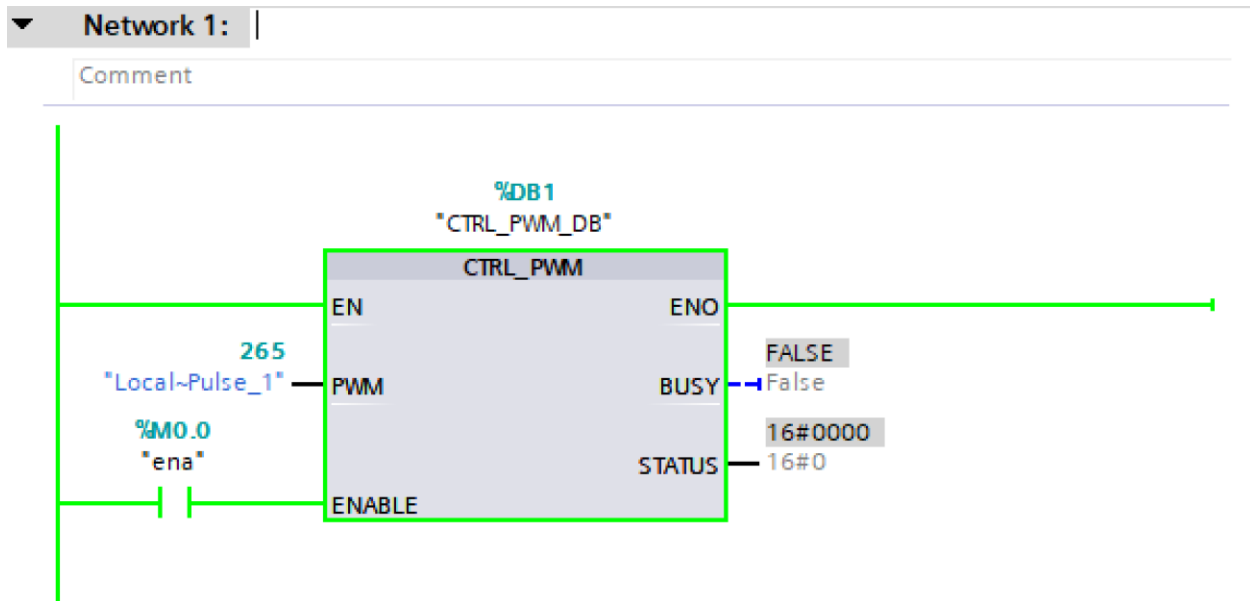 Network 1:
Comment
%DB1
"CTRL_PWM_DB"
CTRL_PWM
EN ENO
265 FALSE
"Local~Pulse_1" PWM BUSY False
%M0.0 16#0000
"ena" STATUS 16#0
ENABLE